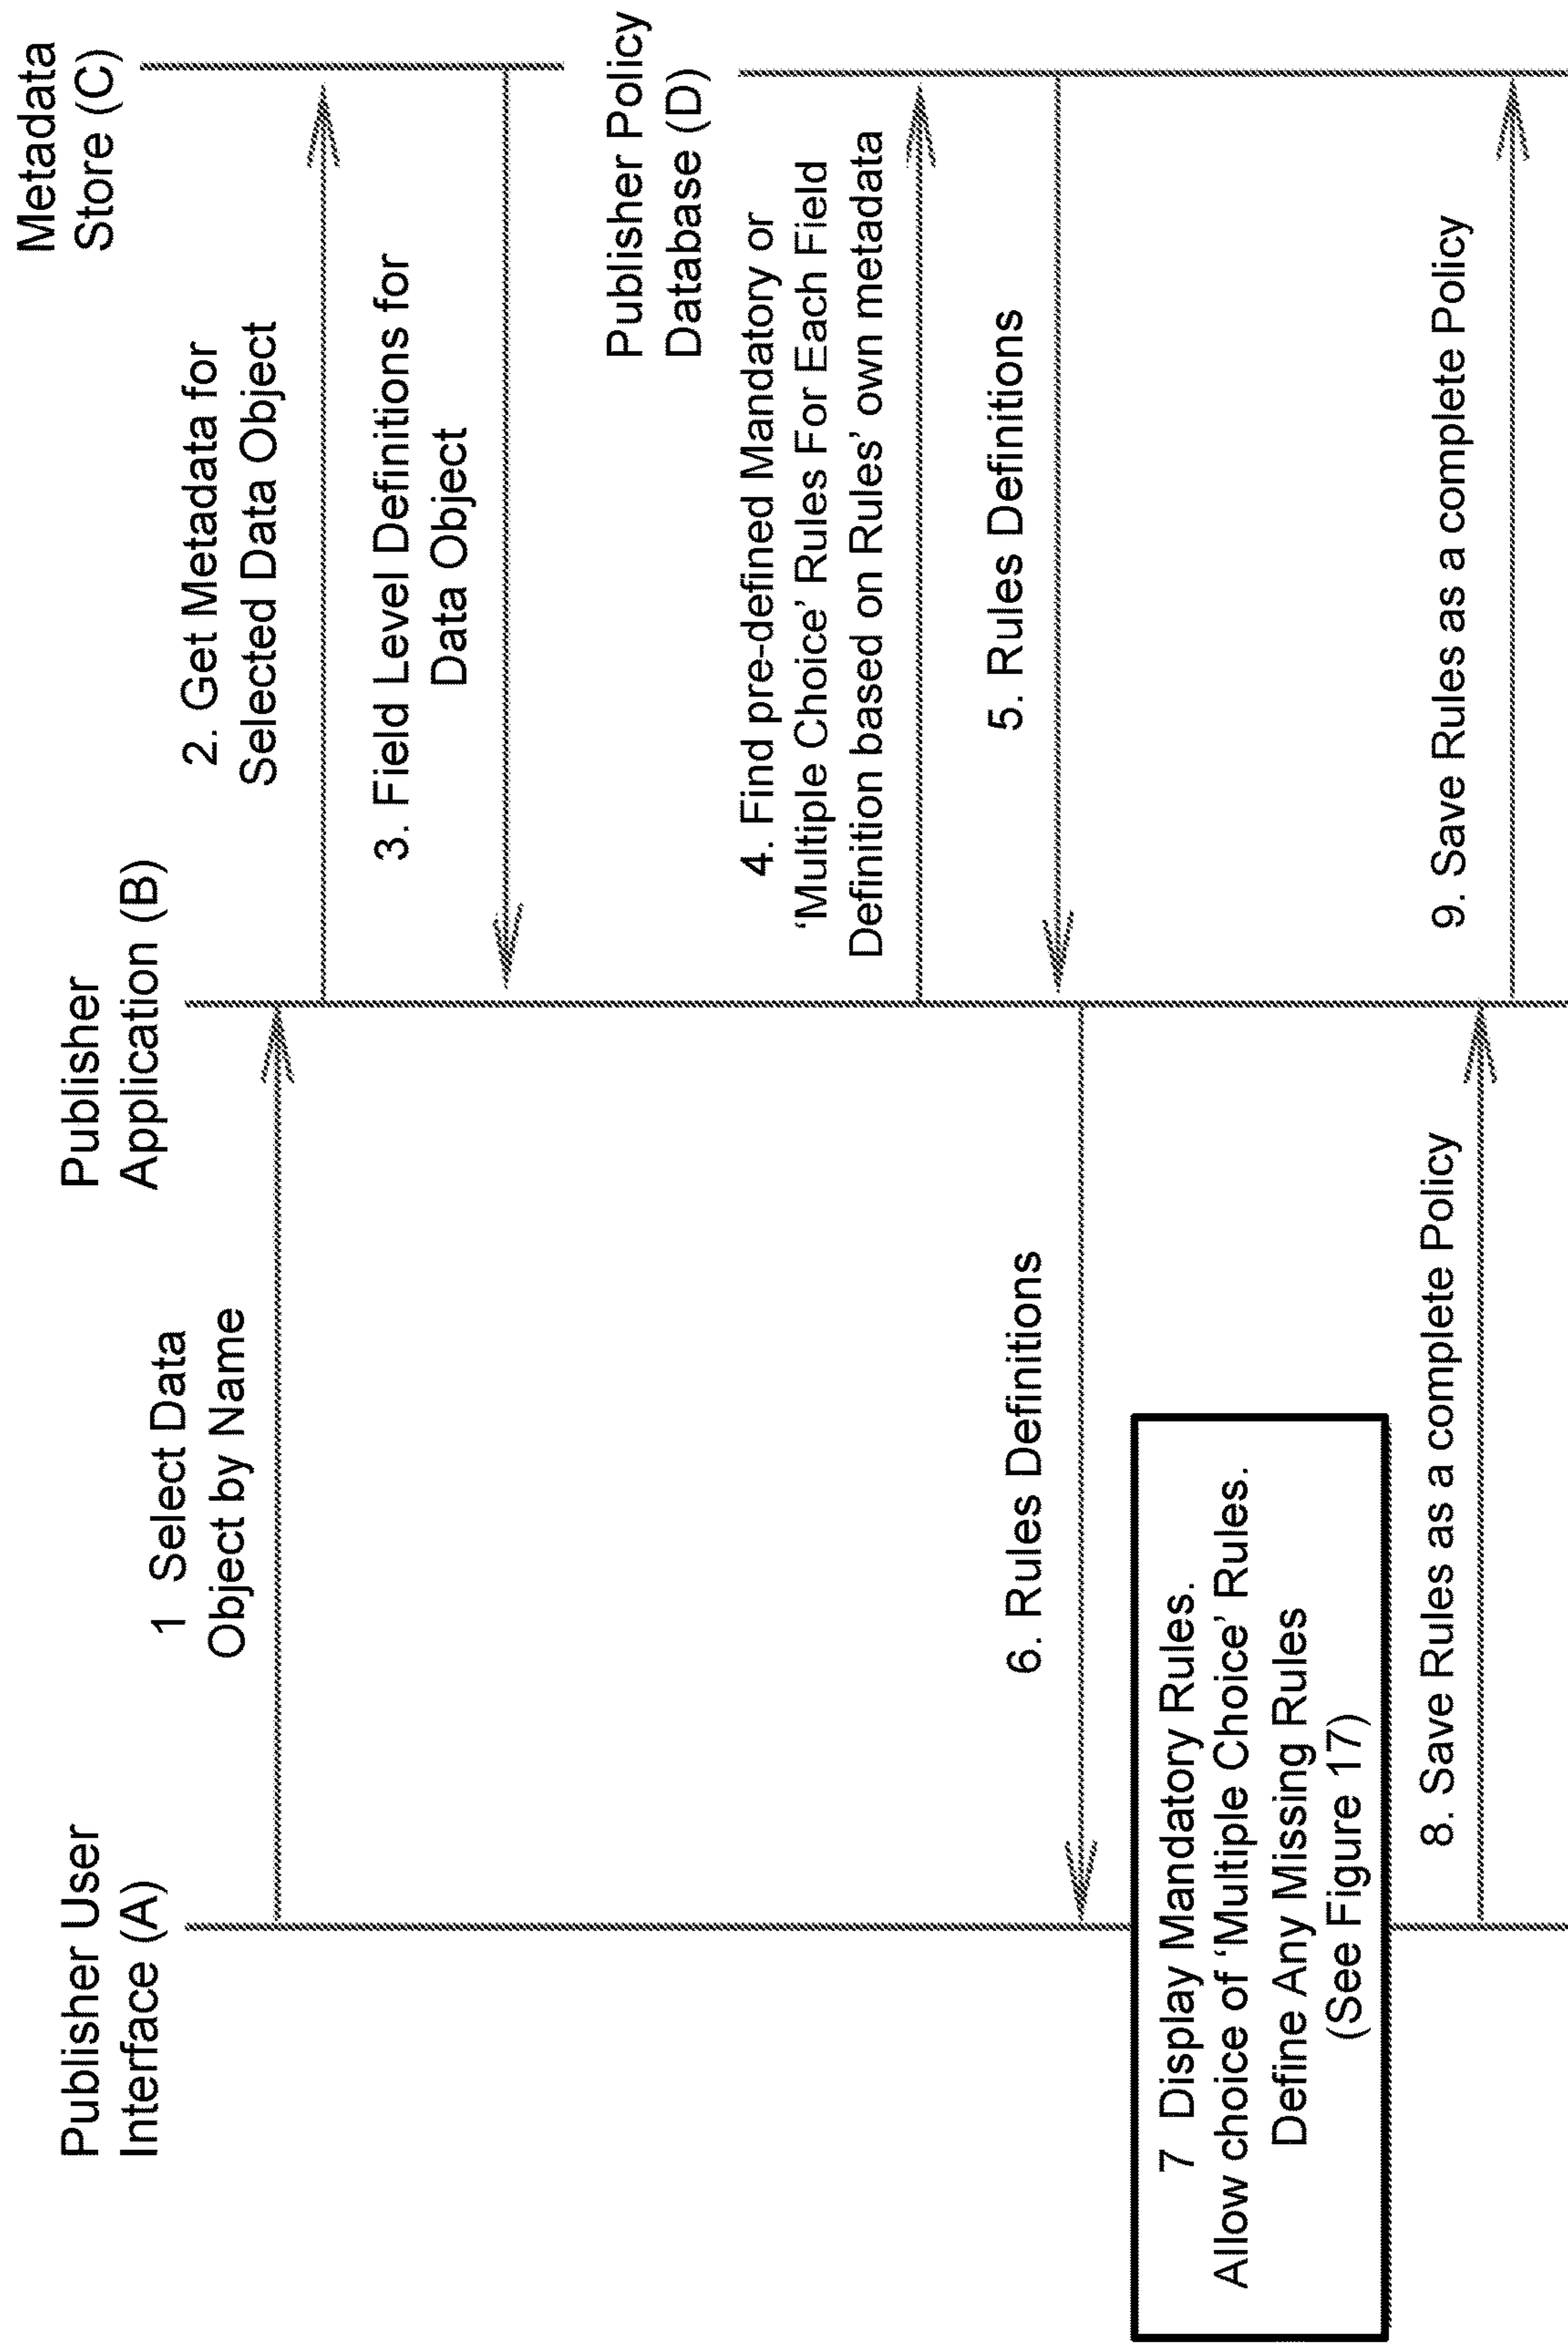 Publisher User
Interface (A)
Publisher
Application (B)
Metadata
Store (C)
1 Select Data
Object by Name
2. Get Metadata for
Selected Data Object
3. Field Level Definitions for
Data Object
Publisher Policy
Database (D)
4. Find pre-defined Mandatory or
‘Multiple Choice’ Rules For Each Field
Definition based on Rules’ own metadata
5. Rules Definitions
6. Rules Definitions
7 Display Mandatory Rules.
Allow choice of ‘Multiple Choice’ Rules.
Define Any Missing Rules
(See Figure 17)
8. Save Rules as a complete Policy
9. Save Rules as a complete Policy